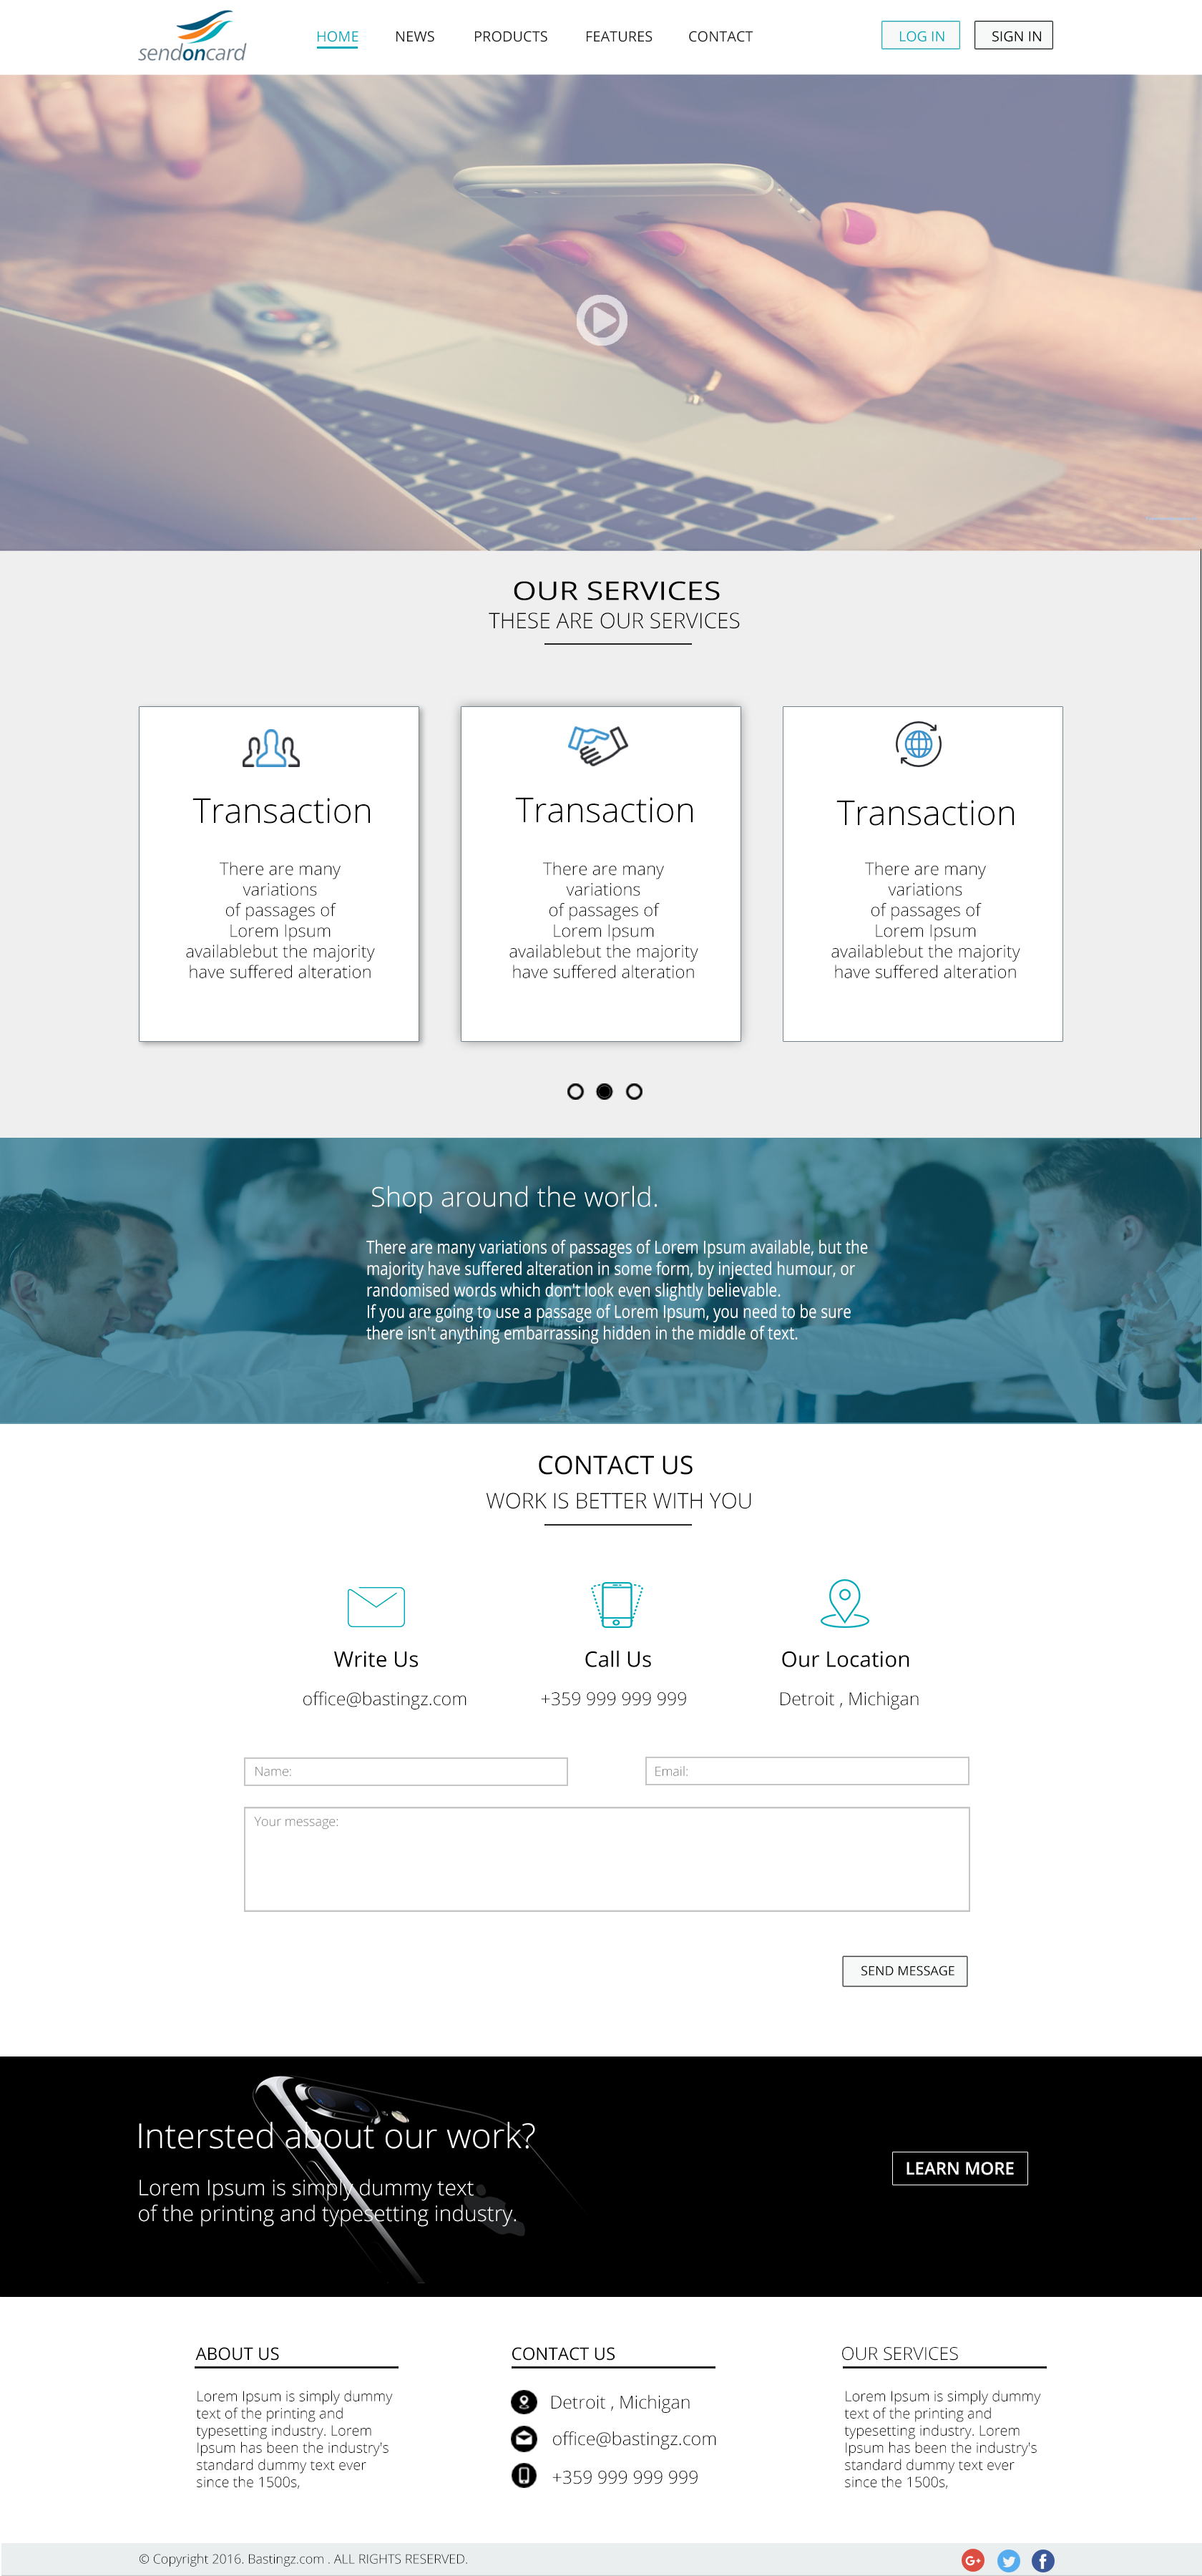 sendoncard
HOME NEWS PRODUCTS FEATURES CONTACT LOG IN SIGN IN
OUR SERVICES
THESE ARE OUR SERVICES
Transaction
There are many
variations
of passages of
Lorem Ipsum
availablebut the majority
have suffered alteration
Transaction
There are many
variations
of passages of
Lorem Ipsum
availablebut the majority
have suffered alteration
Transaction
There are many
variations
of passages of
Lorem Ipsum
availablebut the majority
have suffered alteration
Shop around the world.
There are many variations of passages of Lorem Ipsum available, but the
majority have suffered alteration in some form, by injected humour, or
randomised words which don't look even slightly believable.
If you are going to use a passage of Lorem Ipsum, you need to be sure
there isn't anything embarrassing hidden in the middle of text.
CONTACT US
WORK IS BETTER WITH YOU
Write Us
office@bastingz.com
Call Us
+359 999 999 999
Our Location
Detroit , Michigan
Name:
Email:
Your message:
SEND MESSAGE
Intersted about our work?
Lorem Ipsum is simply dummy text
of the printing and typesetting industry.
LEARN MORE
ABOUT US
Lorem Ipsum is simply dummy
text of the printing and
typesetting industry. Lorem
Ipsum has been the industry's
standard dummy text ever
since the 1500s,
CONTACT US
Detroit , Michigan
office@bastingz.com
+359 999 999 999
OUR SERVICES
Lorem Ipsum is simply dummy
text of the printing and
typesetting industry. Lorem
Ipsum has been the industry's
standard dummy text ever
since the 1500s,
© Copyright 2016. Bastingz.com . ALL RIGHTS RESERVED.
G+ f